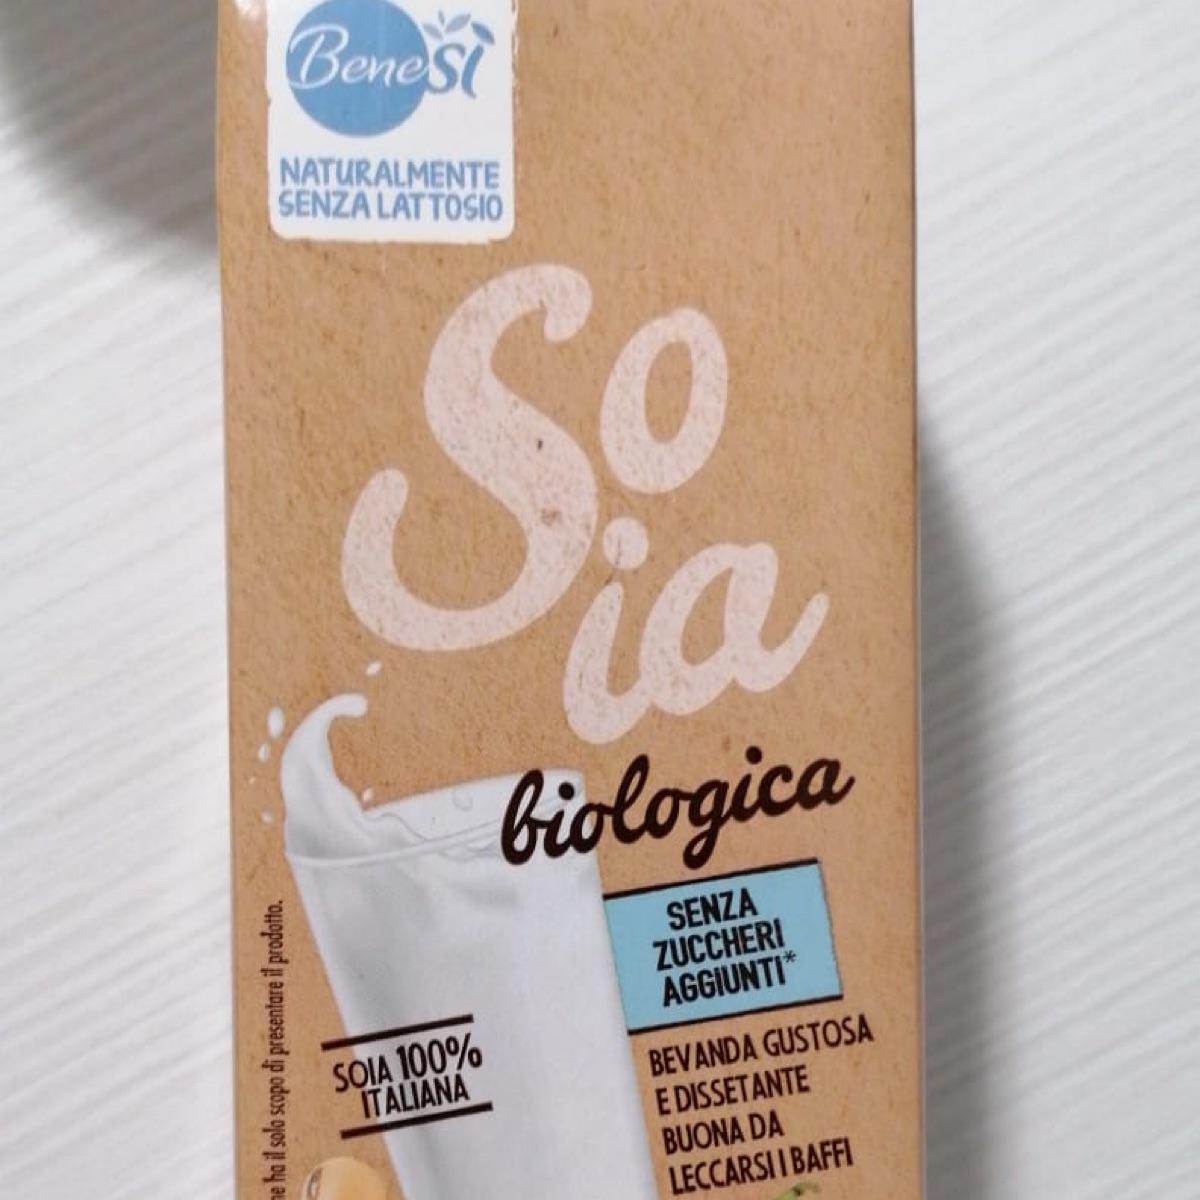 BeneSì
NATURALMENTE
SENZA LATTOSIO
So
ia
biologica
SENZA
ZUCCHERI
AGGIUNTI*
SOIA 100%
ITALIANA
BEVANDA GUSTOSA
E DISSETANTE
BUONA DA
LECCARSI I BAFFI
ha il solo scopo di presentare il prodotto.